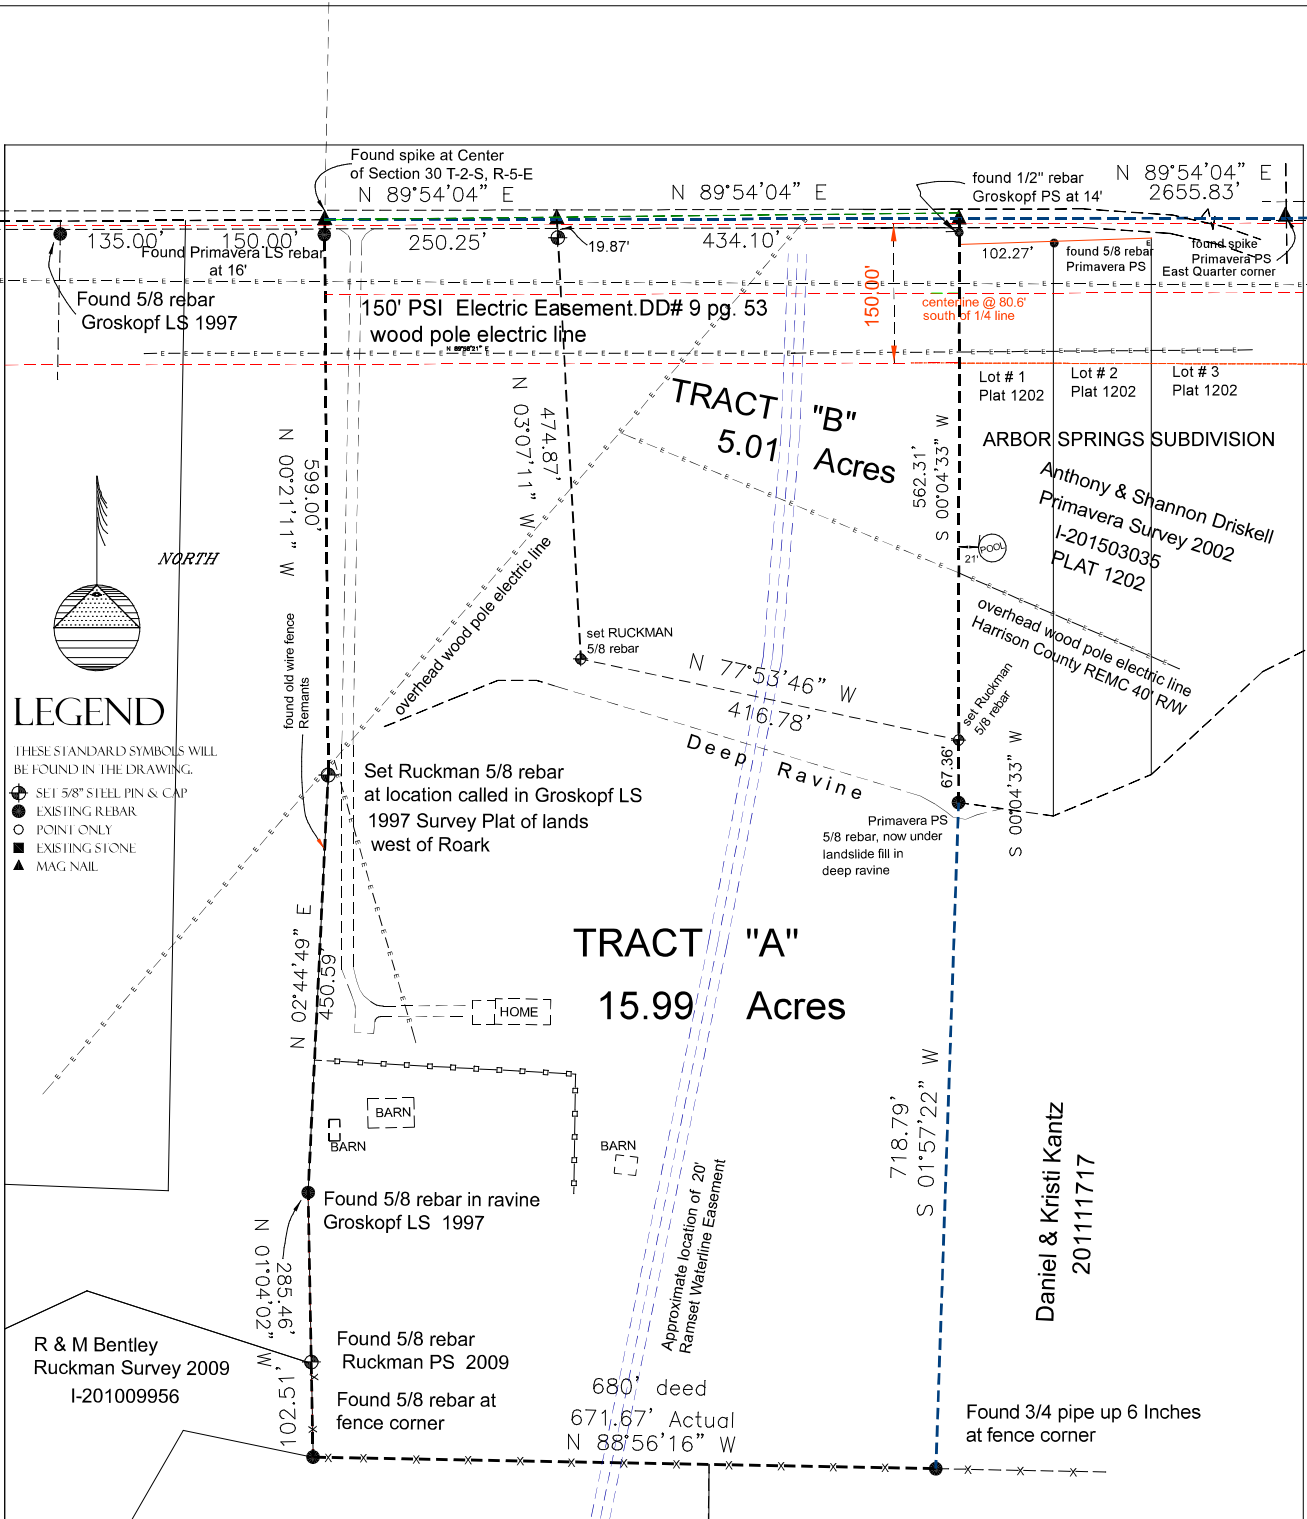 Found spike at Center
of Section 30 T-2-S, R-5-E
N 89°54'04" E
N 89°54'04" E
found 1/2" rebar
Groskopf PS at 14'
N 89°54'04" E
2655.83'
135.00'
150.00'
250.25'
19.87'
434.10'
102.27'
Found Primavera LS rebar
at 16'
found 5/8 rebar
Primavera PS
found spike
Primavera PS
East Quarter corner
Found 5/8 rebar
Groskopf LS 1997
150' PSI Electric Easement.DD# 9 pg. 53
wood pole electric line
150.00'
centerline @ 80.6'
south of 1/4 line
Lot # 1
Plat 1202
Lot # 2
Plat 1202
Lot # 3
Plat 1202
TRACT "B"
5.01 Acres
ARBOR SPRINGS SUBDIVISION
Anthony & Shannon Driskell
Primavera Survey 2002
I-201503035
PLAT 1202
N 00°21'11" W
599.00'
N 03°07'11" W
474.87'
562.31'
S 00°04'33" W
POOL
21'
NORTH
overhead wood pole electric line
overhead wood pole electric line
Harrison County REMC 40' R/W
found old wire fence
Remants
set RUCKMAN
5/8 rebar
N 77°53'46" W
416.78'
set Ruckman
5/8 rebar
67.36'
S 00°04'33" W
Deep Ravine
LEGEND
THESE STANDARD SYMBOLS WILL
BE FOUND IN THE DRAWING.
SET 5/8" STEEL PIN & CAP
EXISTING REBAR
POINT ONLY
EXISTING STONE
MAG NAIL
Set Ruckman 5/8 rebar
at location called in Groskopf LS
1997 Survey Plat of lands
west of Roark
Primavera PS
5/8 rebar, now under
landslide fill in
deep ravine
TRACT "A"
15.99 Acres
N 02°44'49" E
450.59'
HOME
BARN
BARN
BARN
718.79'
S 01°57'22" W
Daniel & Kristi Kantz
201111717
Found 5/8 rebar in ravine
Groskopf LS 1997
Approximate location of 20'
Ramset Waterline Easement
N 01°04'02" W
285.46'
102.51'
R & M Bentley
Ruckman Survey 2009
I-201009956
Found 5/8 rebar
Ruckman PS 2009
Found 5/8 rebar at
fence corner
680' deed
671.67' Actual
N 88°56'16" W
Found 3/4 pipe up 6 Inches
at fence corner